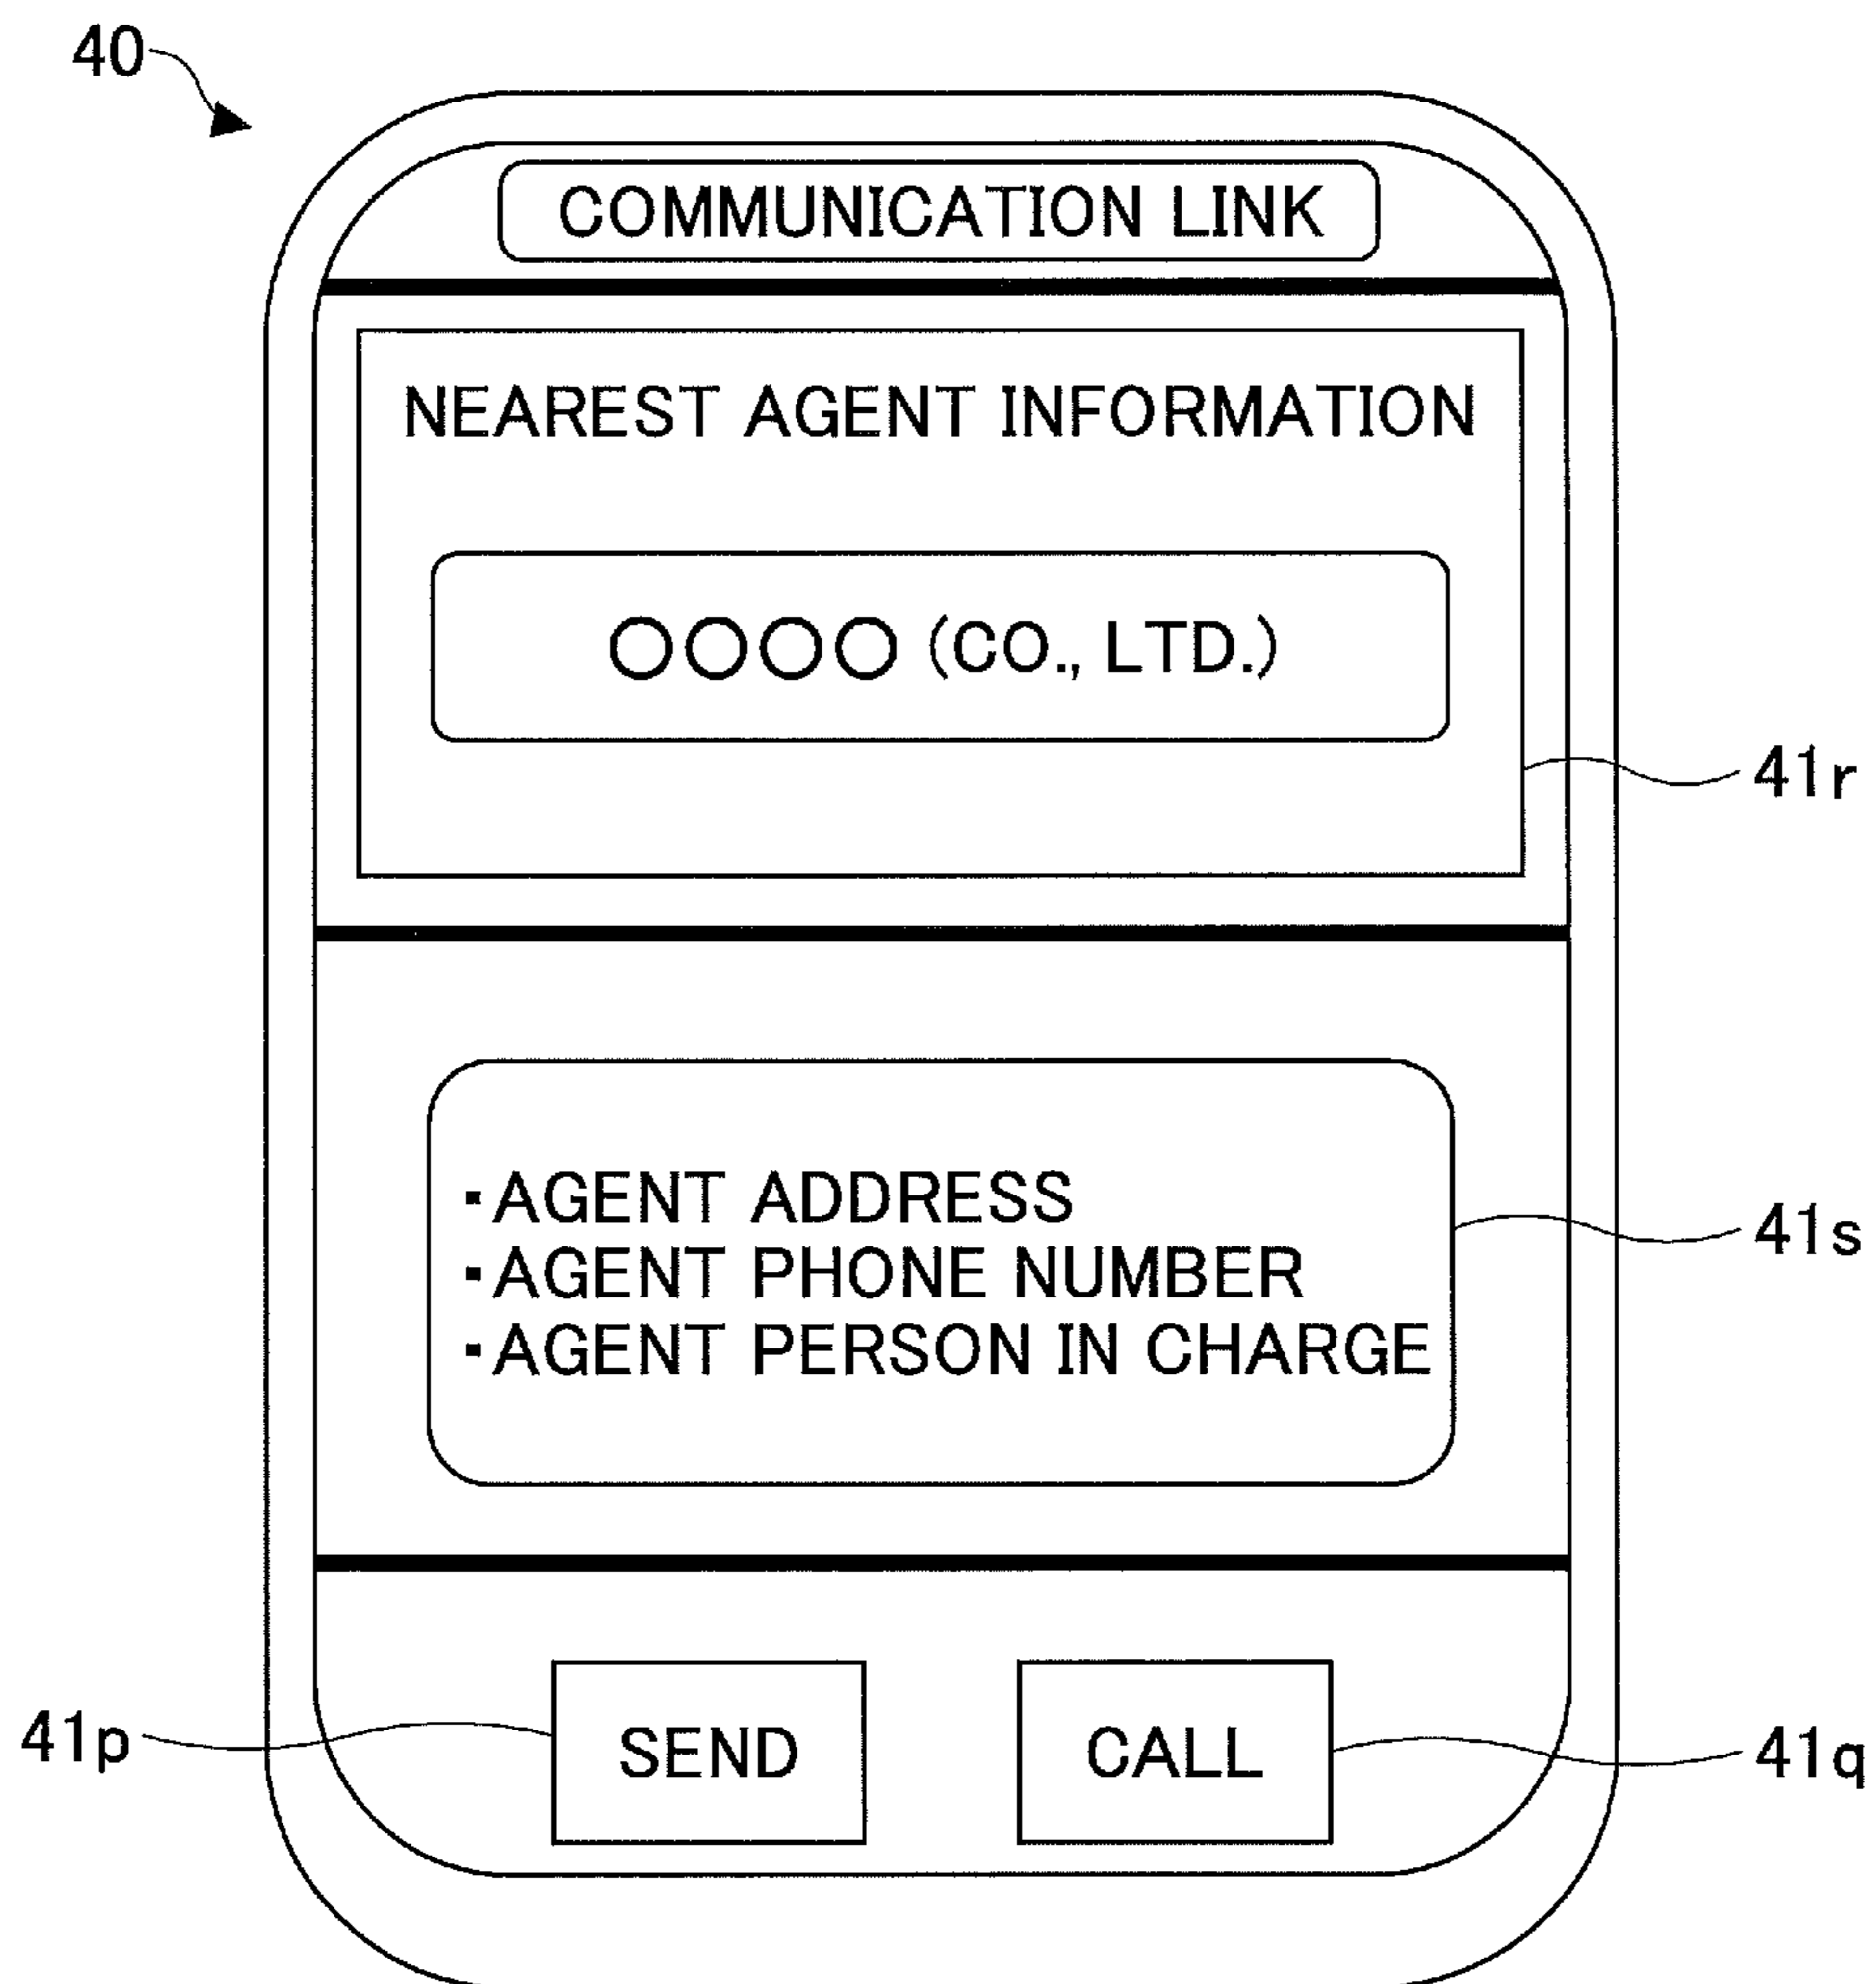 40
COMMUNICATION LINK
NEAREST AGENT INFORMATION
○○○○ (CO., LTD.)
41r
・AGENT ADDRESS
41s
・AGENT PHONE NUMBER
・AGENT PERSON IN CHARGE
41p
SEND
CALL
41q